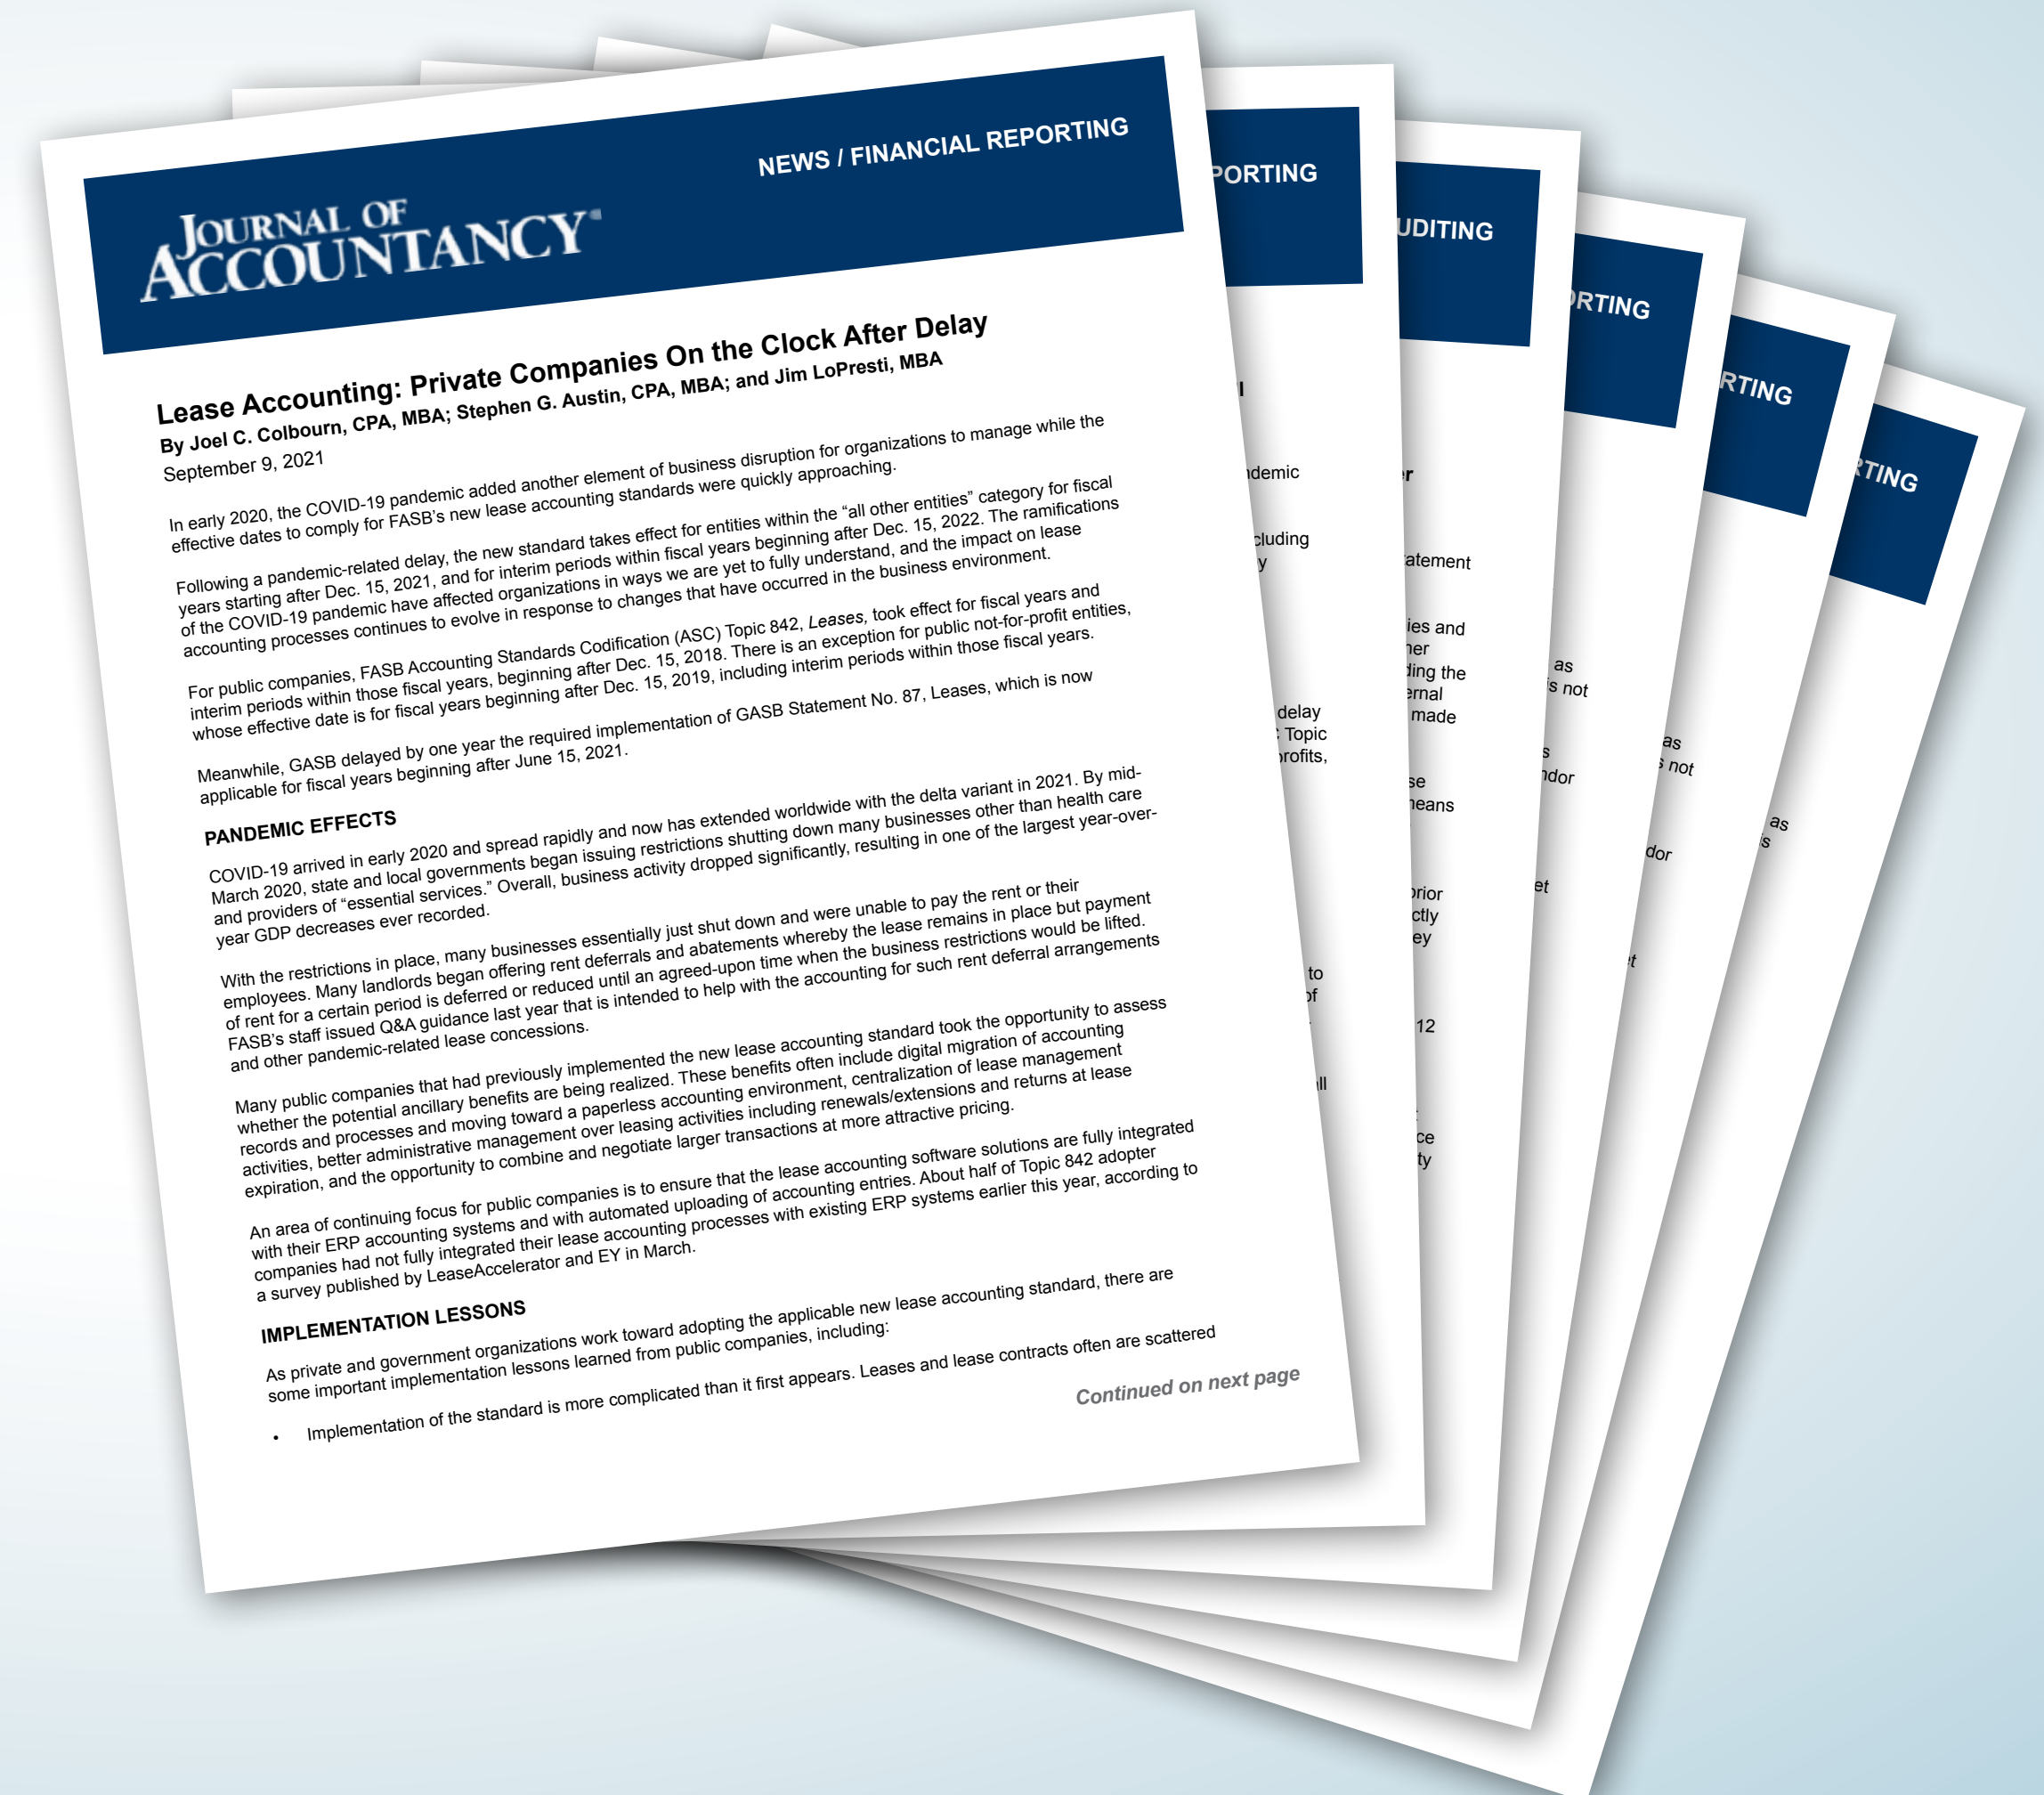 NEWS / FINANCIAL REPORTING
JOURNAL OF
ACCOUNTANCY
Lease Accounting: Private Companies On the Clock After Delay
By Joel C. Colbourn, CPA, MBA; Stephen G. Austin, CPA, MBA; and Jim LoPresti, MBA
September 9, 2021
In early 2020, the COVID-19 pandemic added another element of business disruption for organizations to manage while the
effective dates to comply for FASB's new lease accounting standards were quickly approaching.
Following a pandemic-related delay, the new standard takes effect for entities within the “all other entities” category for fiscal
years starting after Dec. 15, 2021, and for interim periods within fiscal years beginning after Dec. 15, 2022. The ramifications
of the COVID-19 pandemic have affected organizations in ways we are yet to fully understand, and the impact on lease
accounting processes continues to evolve in response to changes that have occurred in the business environment.
For public companies, FASB Accounting Standards Codification (ASC) Topic 842, Leases, took effect for fiscal years and
interim periods within those fiscal years, beginning after Dec. 15, 2018. There is an exception for public not-for-profit entities,
whose effective date is for fiscal years beginning after Dec. 15, 2019, including interim periods within those fiscal years.
Meanwhile, GASB delayed by one year the required implementation of GASB Statement No. 87, Leases, which is now
applicable for fiscal years beginning after June 15, 2021.
PANDEMIC EFFECTS
COVID-19 arrived in early 2020 and spread rapidly and now has extended worldwide with the delta variant in 2021. By mid-
March 2020, state and local governments began issuing restrictions shutting down many businesses other than health care
and providers of “essential services.” Overall, business activity dropped significantly, resulting in one of the largest year-over-
year GDP decreases ever recorded.
With the restrictions in place, many businesses essentially just shut down and were unable to pay the rent or their
employees. Many landlords began offering rent deferrals and abatements whereby the lease remains in place but payment
of rent for a certain period is deferred or reduced until an agreed-upon time when the business restrictions would be lifted.
FASB's staff issued Q&A guidance last year that is intended to help with the accounting for such rent deferral arrangements
and other pandemic-related lease concessions.
Many public companies that had previously implemented the new lease accounting standard took the opportunity to assess
whether the potential ancillary benefits are being realized. These benefits often include digital migration of accounting
records and processes and moving toward a paperless accounting environment, centralization of lease management
activities, better administrative management over leasing activities including renewals/extensions and returns at lease
expiration, and the opportunity to combine and negotiate larger transactions at more attractive pricing.
An area of continuing focus for public companies is to ensure that the lease accounting software solutions are fully integrated
with their ERP accounting systems and with automated uploading of accounting entries. About half of Topic 842 adopter
companies had not fully integrated their lease accounting processes with existing ERP systems earlier this year, according to
a survey published by LeaseAccelerator and EY in March.
IMPLEMENTATION LESSONS
As private and government organizations work toward adopting the applicable new lease accounting standard, there are
some important implementation lessons learned from public companies, including:
• Implementation of the standard is more complicated than it first appears. Leases and lease contracts often are scattered
Continued on next page
delay
Topic
to
of
made
12
as
not
as
not
as